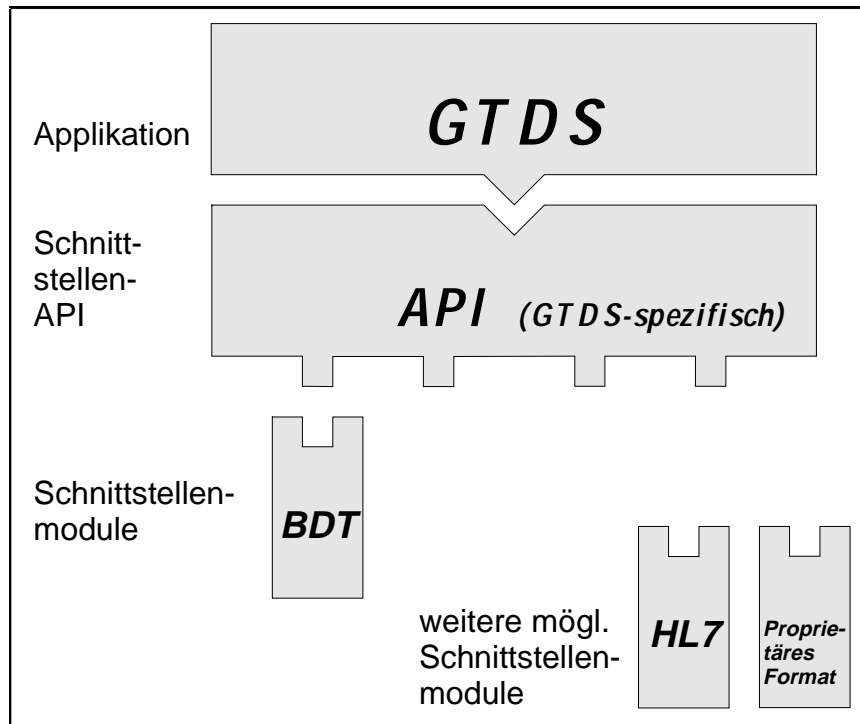 Applikation
GTDS
Schnitt-
stellen-
API
API (GTDS-spezifisch)
Schnittstellen-
module
BDT
weitere mögl.
Schnittstellen-
module
HL7
Proprie-
täres
Format